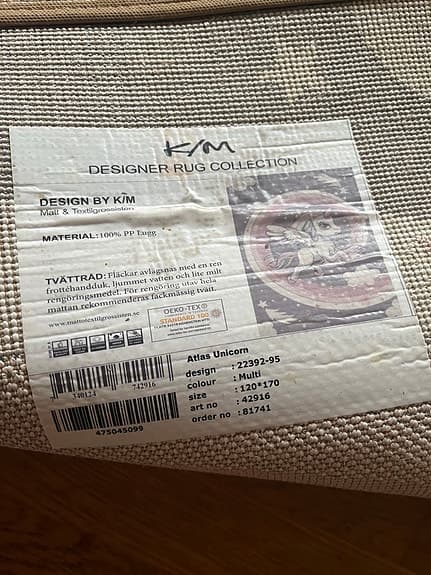 K/M
DESIGNER RUG COLLECTION
DESIGN BY K/M
Matt & Textilgrossisten
MATERIAL: 100% PP Lugg
TVÄTTRÅD: Fläckar avlägsnas med en ren
frottéhandduk, ljummet vatten och lite milt
rengöringsmedel. För rengöring utav hela
mattan rekommenderas fackmässig tvätt.
www.mattotextilgrossisten.se
OEKO-TEX®
STANDARD 100
340124 742916
475045099
Atlas Unicorn
design : 22392-95
colour : Multi
size : 120*170
art no : 42916
order no : 81741